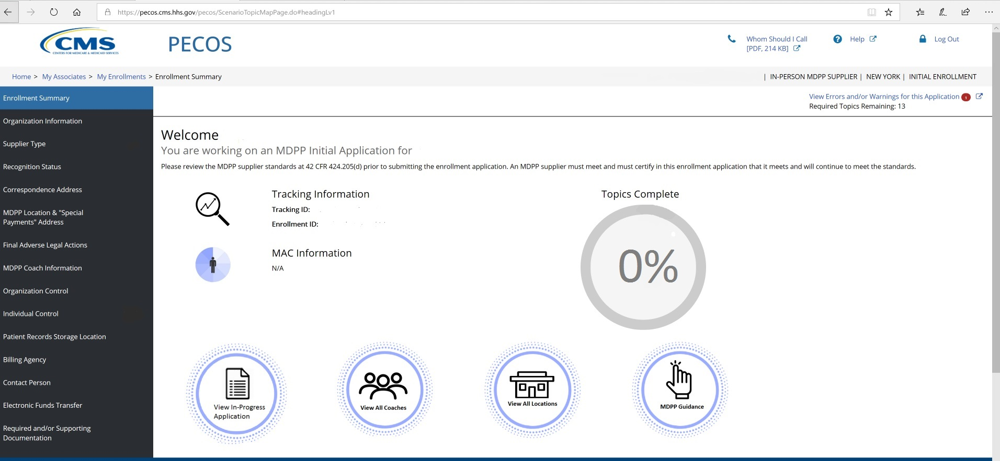 https://pecos.cms.hhs.gov/pecos/ScenarioTopicMapPage.do#headingLv1
CMS
CENTERS FOR MEDICARE & MEDICAID SERVICES
PECOS
Whom Should I Call
[PDF, 214 KB]
Help
Log Out
Home > My Associates > My Enrollments > Enrollment Summary
| IN-PERSON MDPP SUPPLIER | NEW YORK | INITIAL ENROLLMENT
Enrollment Summary
Organization Information
Supplier Type
Recognition Status
Correspondence Address
MDPP Location & "Special
Payments" Address
Final Adverse Legal Actions
MDPP Coach Information
Organization Control
Individual Control
Patient Records Storage Location
Billing Agency
Contact Person
Electronic Funds Transfer
Required and/or Supporting
Documentation
View Errors and/or Warnings for this Application 1
Required Topics Remaining: 13
Welcome
You are working on an MDPP Initial Application for
Please review the MDPP supplier standards at 42 CFR 424.205(d) prior to submitting the enrollment application. An MDPP supplier must meet and must certify in this enrollment application that it meets and will continue to meet the standards.
Tracking Information
Tracking ID:
Enrollment ID:
MAC Information
N/A
Topics Complete
0%
View In-Progress
Application
View All Coaches
View All Locations
MDPP Guidance